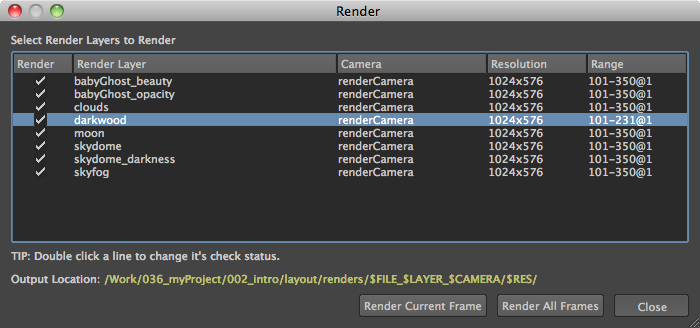 Render
Select Render Layers to Render
Render Render Layer Camera Resolution Range
babyGhost_beauty renderCamera 1024x576 101-350@1
babyGhost_opacity renderCamera 1024x576 101-350@1
clouds renderCamera 1024x576 101-350@1
darkwood renderCamera 1024x576 101-231@1
moon renderCamera 1024x576 101-350@1
skydome renderCamera 1024x576 101-350@1
skydome_darkness renderCamera 1024x576 101-350@1
skyfog renderCamera 1024x576 101-350@1
TIP: Double click a line to change it's check status.
Output Location: /Work/036_myProject/002_intro/layout/renders/$FILE_$LAYER_$CAMERA/$RES/
Render Current Frame Render All Frames Close